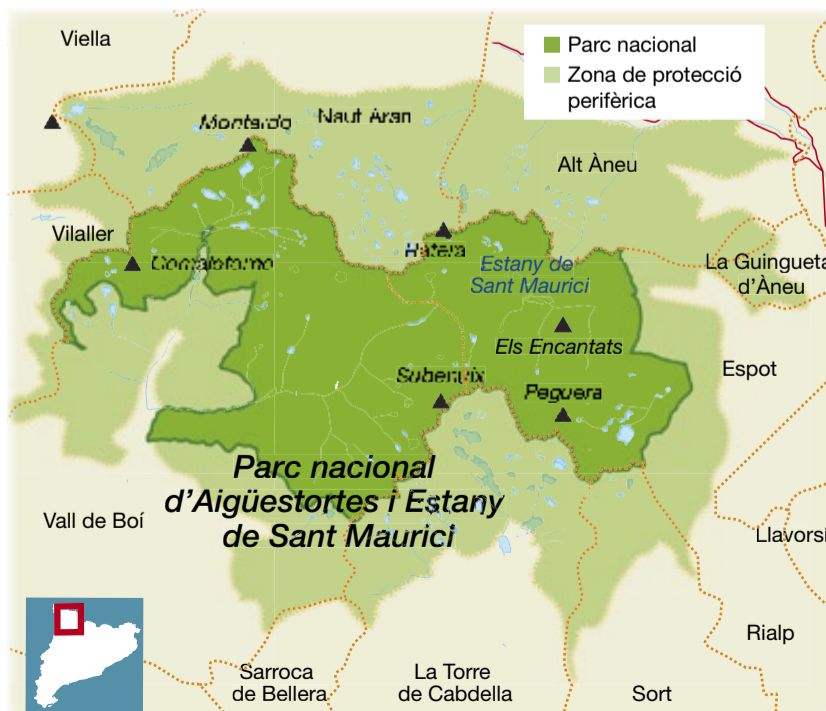 Viella
Parc nacional
Zona de protecció
perifèrica
Montardo
Naut Aran
Alt Àneu
Vilaller
Ratera
La Guingueta
d'Àneu
Estany de
Sant Maurici
Els Encantats
Espot
Subenuix
Peguera
Parc nacional
d'Aigüestortes i Estany
de Sant Maurici
Vall de Boí
Llavorsí
Rialp
Sarroca
de Bellera
La Torre
de Cabdella
Sort